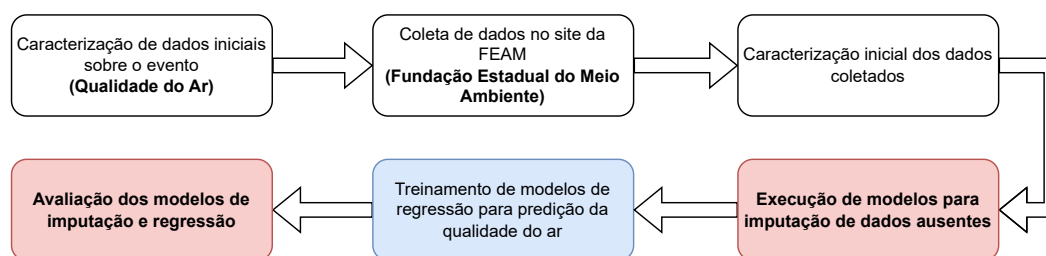 Caracterização de dados iniciais
sobre o evento
(Qualidade do Ar)
Coleta de dados no site da
FEAM
(Fundação Estadual do Meio
Ambiente)
Caracterização inicial dos dados
coletados
Execução de modelos para
imputação de dados ausentes
Treinamento de modelos de
regressão para predição da
qualidade do ar
Avaliação dos modelos de
imputação e regressão